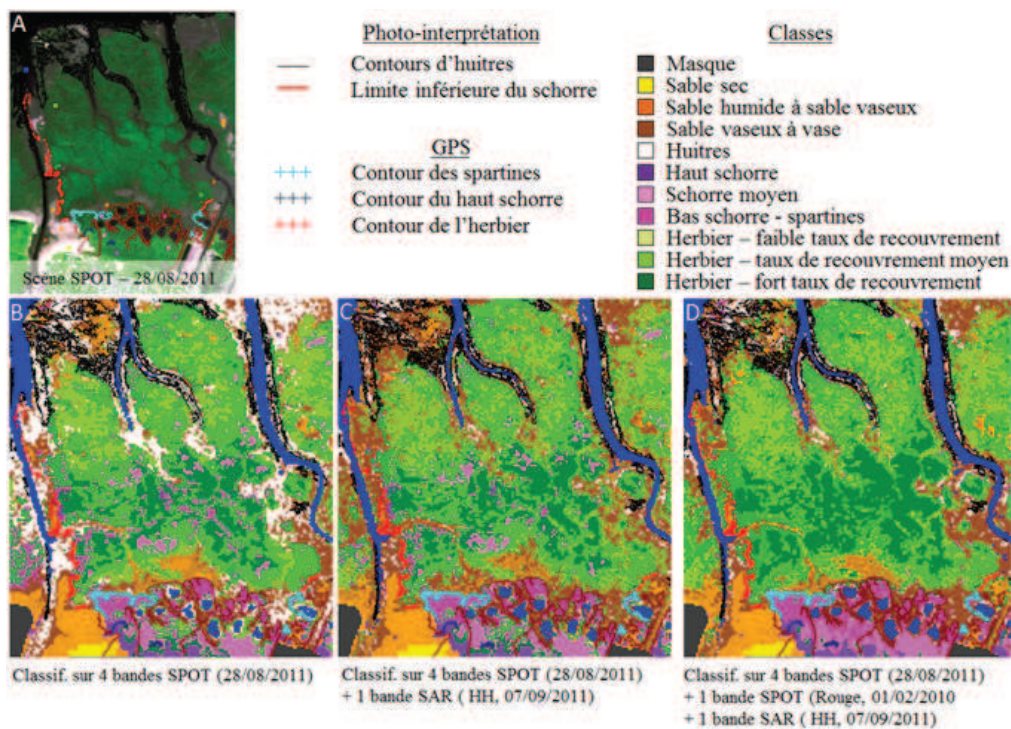 A
Scène SPOT – 28/08/2011
Photo-interprétation
Contours d'huitres
Limite inférieure du schorre
GPS
Contour des spartines
Contour du haut schorre
Contour de l'herbier
Classes
Masque
Sable sec
Sable humide à sable vaseux
Sable vaseux à vase
Huitres
Haut schorre
Schorre moyen
Bas schorre - spartines
Herbier – faible taux de recouvrement
Herbier – taux de recouvrement moyen
Herbier – fort taux de recouvrement
B
Classif. sur 4 bandes SPOT (28/08/2011)
C
Classif. sur 4 bandes SPOT (28/08/2011)
+ 1 bande SAR ( HH, 07/09/2011)
D
Classif. sur 4 bandes SPOT (28/08/2011)
+ 1 bande SPOT (Rouge, 01/02/2010
+ 1 bande SAR ( HH, 07/09/2011)